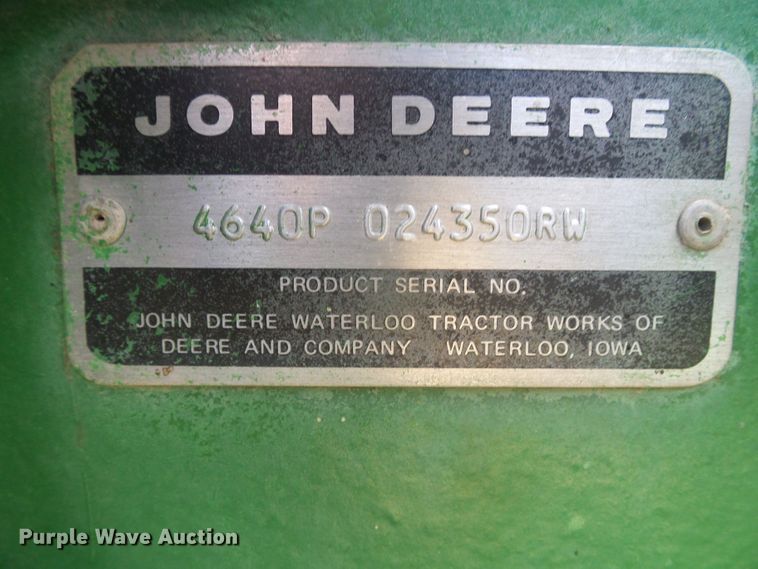 JOHN DEERE
4640P 024350RW
PRODUCT SERIAL NO.
JOHN DEERE WATERLOO TRACTOR WORKS OF
DEERE AND COMPANY WATERLOO, IOWA
Purple Wave Auction